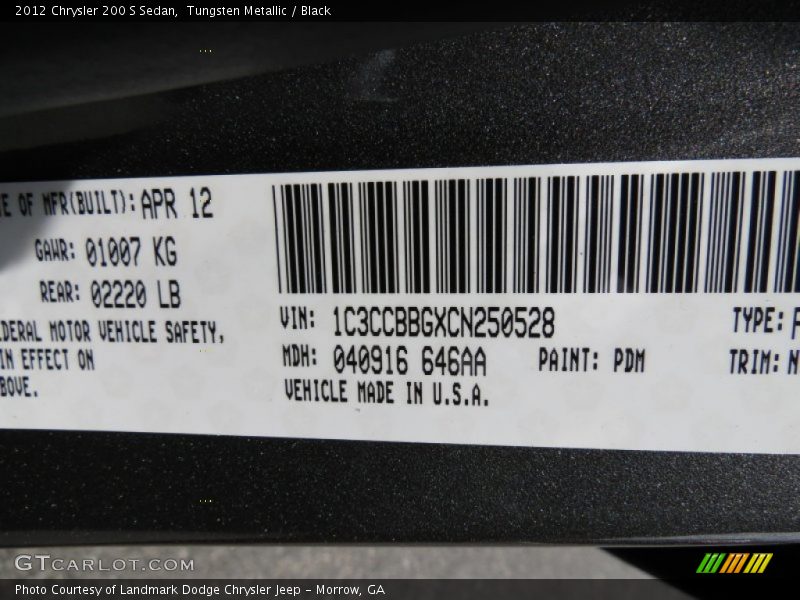 2012 Chrysler 200 S Sedan,  Tungsten Metallic / Black
E OF MFR(BUILT): APR 12
GAWR: 01007 KG
REAR: 02220 LB
EDERAL MOTOR VEHICLE SAFETY,
IN EFFECT ON
BOVE.
VIN: 1C3CCBBGXCN250528 TYPE:
MDH: 040916 646AA PAINT: PDM TRIM: N
VEHICLE MADE IN U.S.A.
GTCARLOT.COM
Photo Courtesy of Landmark Dodge Chrysler Jeep – Morrow, GA